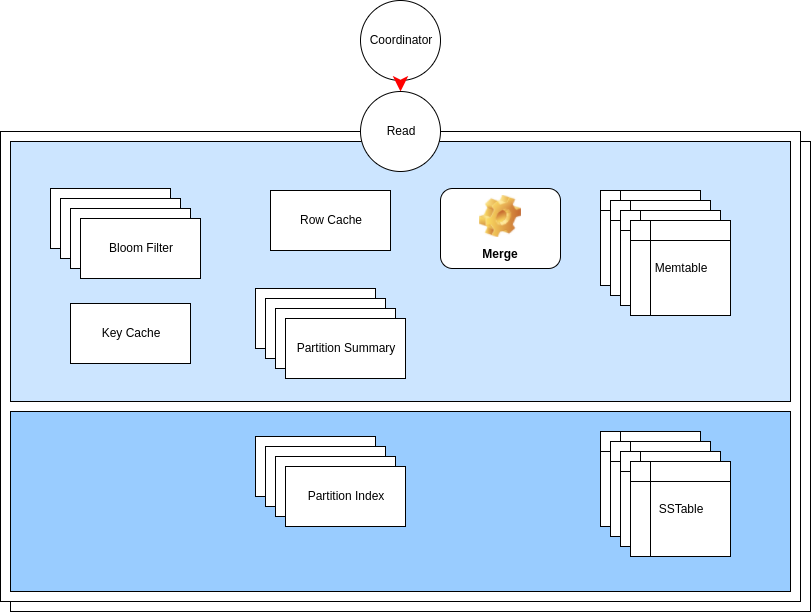 Coordinator
Read
Row Cache
Merge
Bloom Filter
Memtable
Key Cache
Partition Summary
Partition Index
SSTable